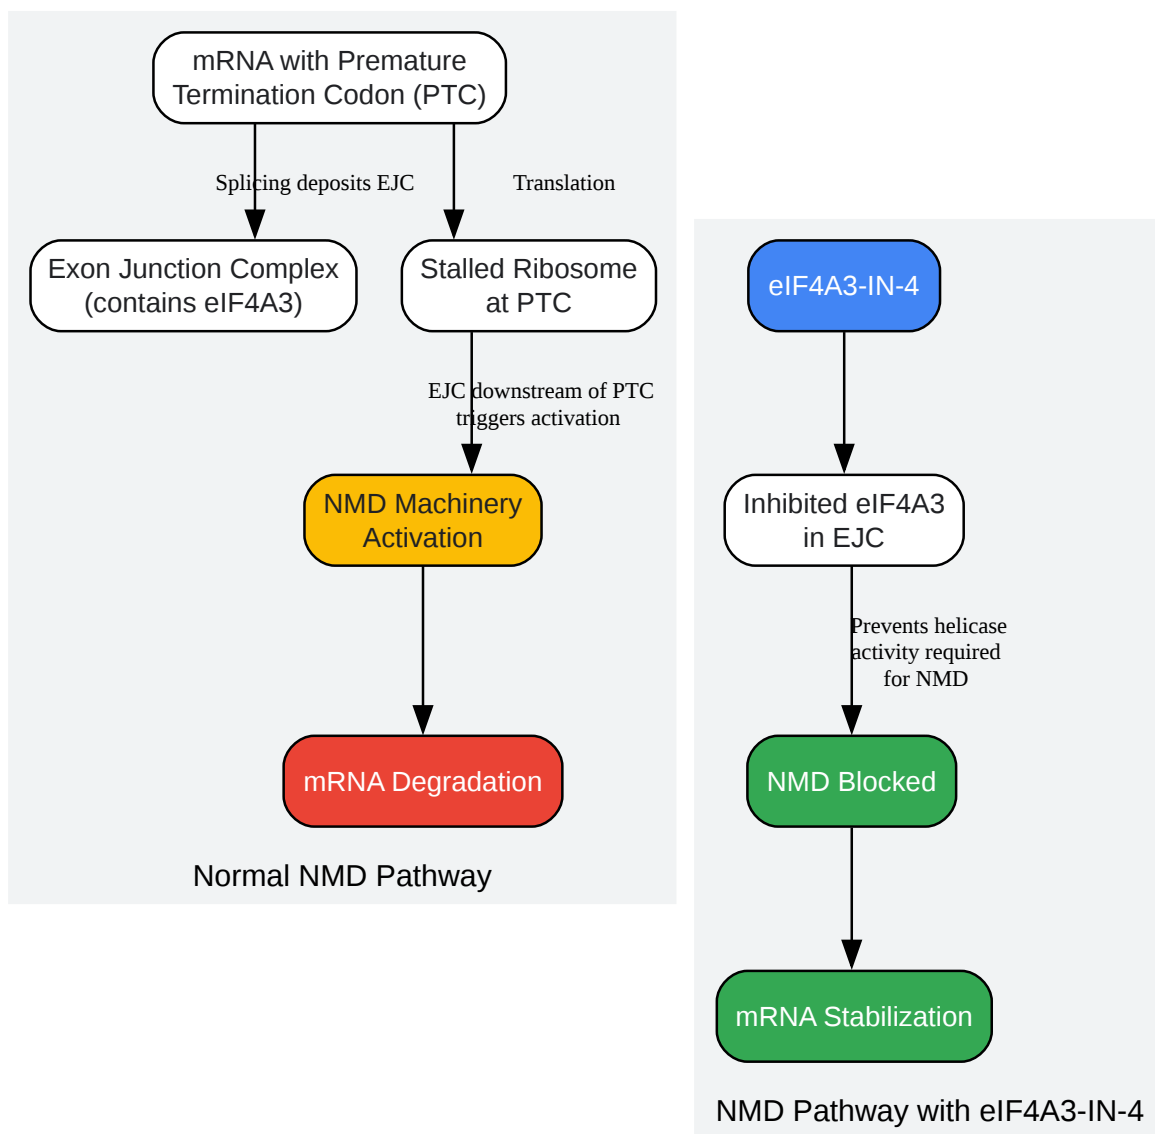 mRNA with Premature
Termination Codon (PTC)
Splicing deposits EJC
Translation
Exon Junction Complex
(contains eIF4A3)
Stalled Ribosome
at PTC
EJC downstream of PTC
triggers activation
NMD Machinery
Activation
mRNA Degradation
Normal NMD Pathway
eIF4A3-IN-4
Inhibited eIF4A3
in EJC
Prevents helicase
activity required
for NMD
NMD Blocked
mRNA Stabilization
NMD Pathway with eIF4A3-IN-4